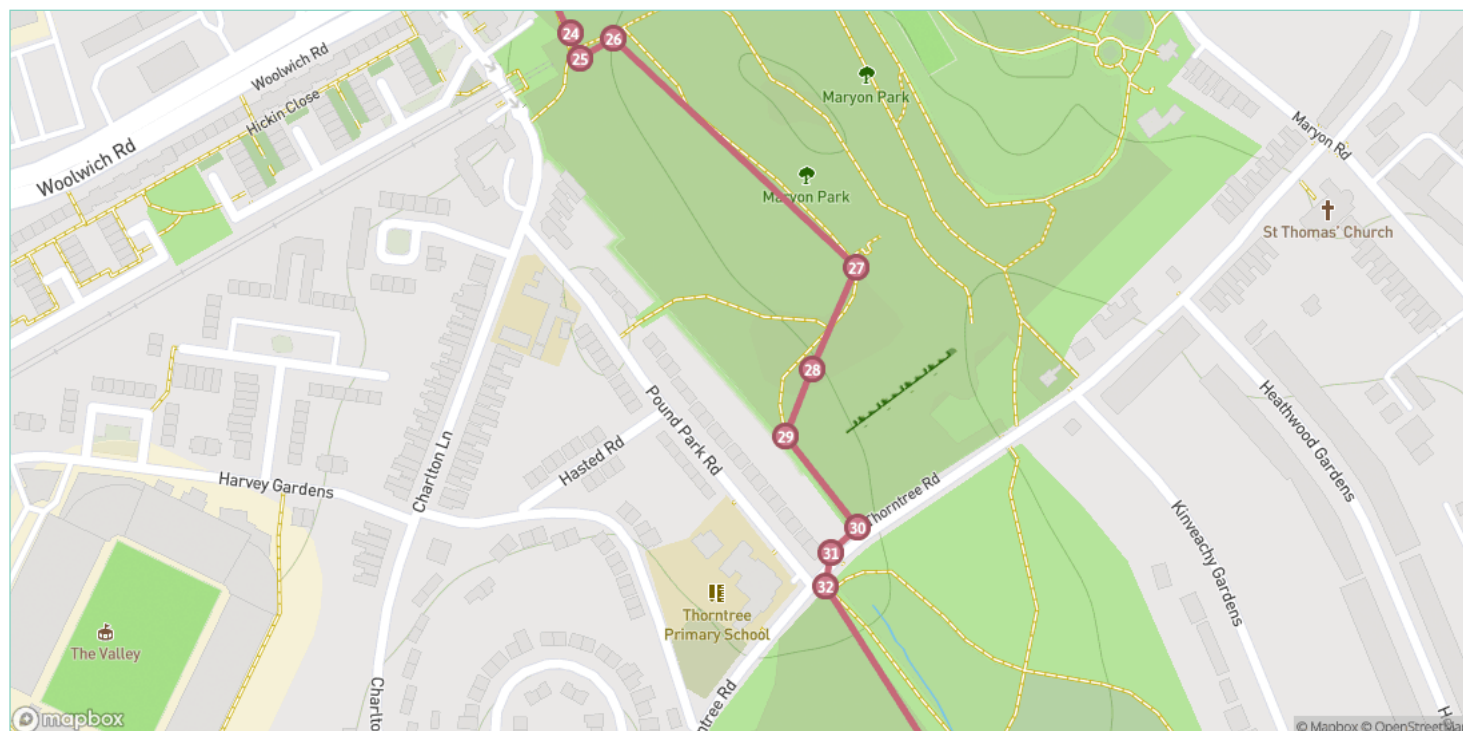 24
25
26
Woolwich Rd
Hickin Close
Woolwich Rd
Maryon Park
Maryon Park
Maryon Rd
St Thomas' Church
27
28
29
30
31
32
Pound Park Rd
Hasted Rd
Charlton Ln
Harvey Gardens
Thorntree Rd
Heathwood Gardens
Kinveachy Gardens
Thorntree
Primary School
The Valley
Charlto
ntree Rd
mapbox
© Mapbox © OpenStreetMa